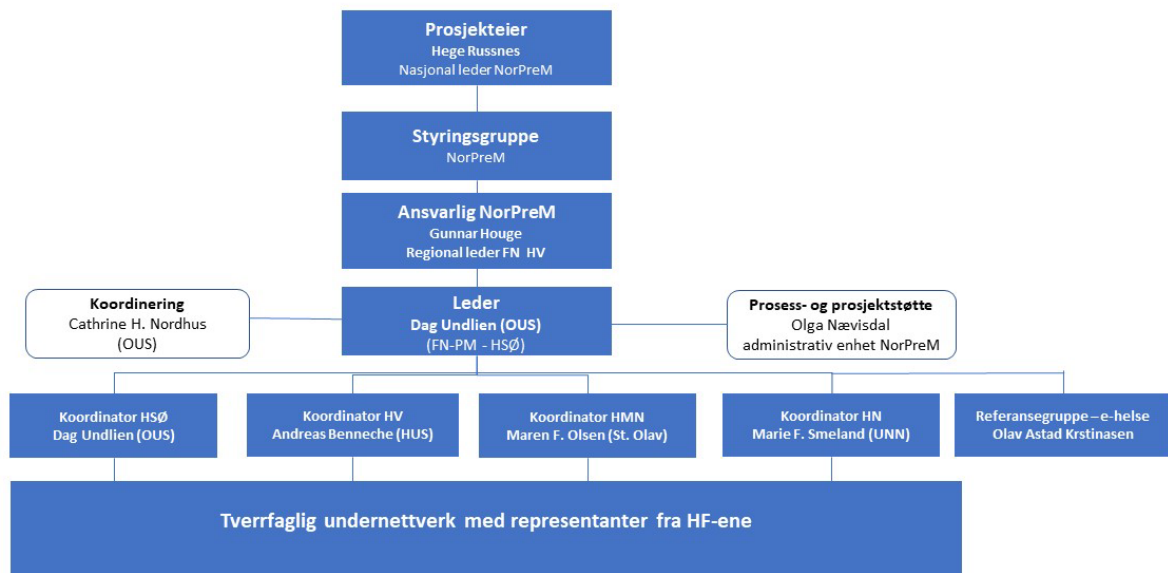 Prosjekteier
Hege Russnes
Nasjonal leder NorPreM
Styringsgruppe
NorPreM
Ansvarlig NorPreM
Gunnar Houge
Regional leder FN HV
Koordinering
Cathrine H. Nordhus
(OUS)
Leder
Dag Undlien (OUS)
(FN-PM - HSØ)
Prosess- og prosjektstøtte
Olga Nævisdal
administrativ enhet NorPreM
Koordinator HSØ
Dag Undlien (OUS)
Koordinator HV
Andreas Benneche (HUS)
Koordinator HMN
Maren F. Olsen (St. Olav)
Koordinator HN
Marie F. Smeland (UNN)
Referansegruppe – e-helse
Olav Astad Krstinasen
Tverrfaglig undernettverk med representanter fra HF-ene